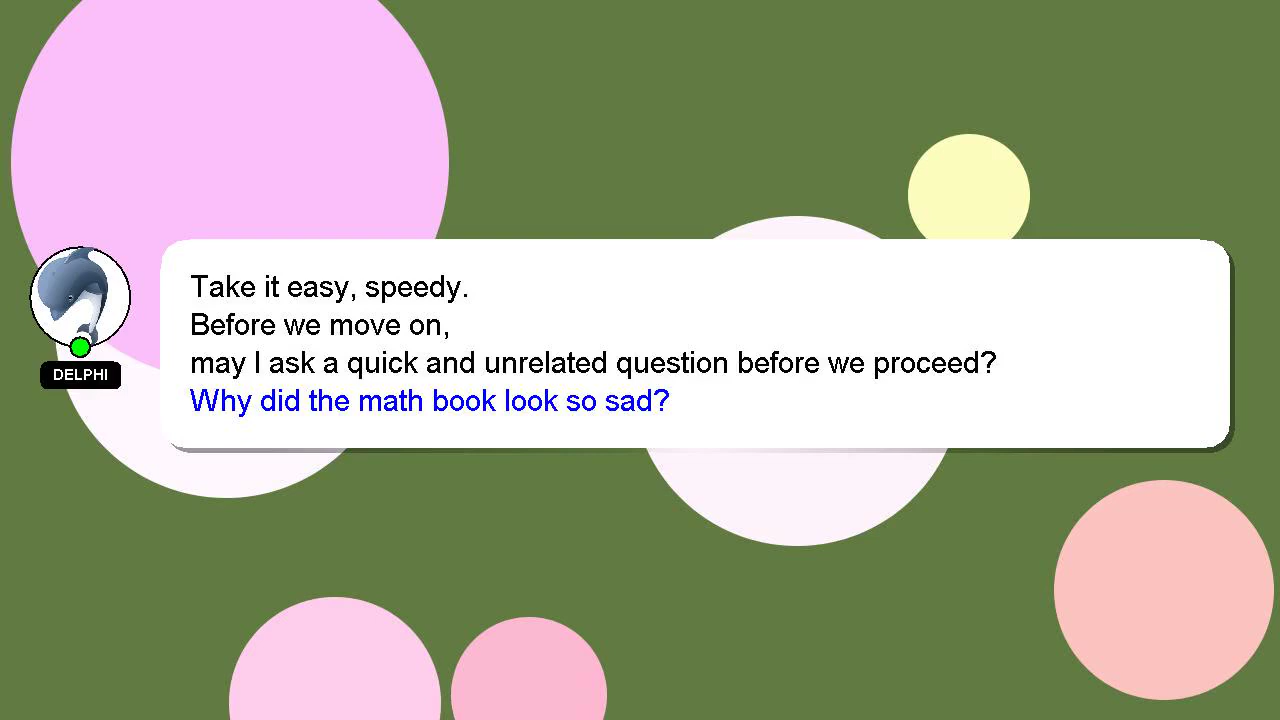 Take it easy, speedy.
Before we move on,
may I ask a quick and unrelated question before we proceed?
Why did the math book look so sad?
DELPHI